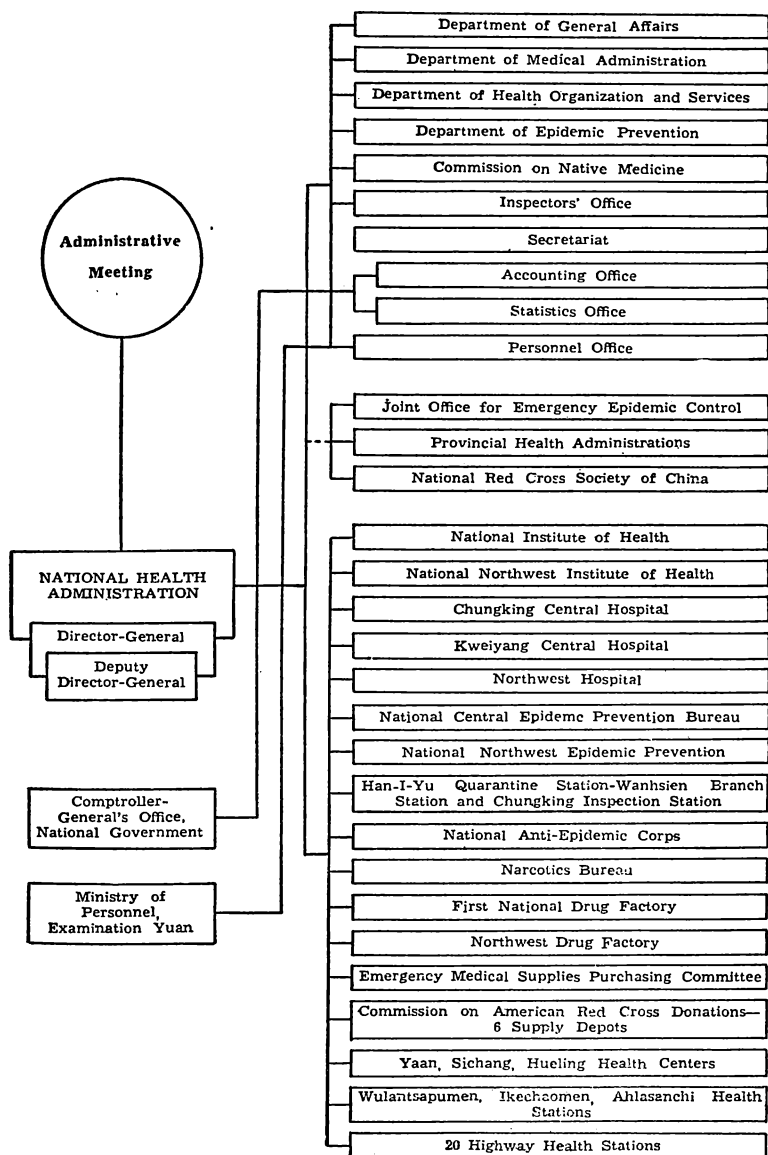 Department of General Affairs
Department of Medical Administration
Department of Health Organization and Services
Department of Epidemic Prevention
Commission on Native Medicine
Inspectors' Office
Secretariat
Accounting Office
Statistics Office
Personnel Office
Administrative
Meeting
Joint Office for Emergency Epidemic Control
Provincial Health Administrations
National Red Cross Society of China
NATIONAL HEALTH
ADMINISTRATION
Director-General
Deputy
Director-General
Comptroller-
General's Office,
National Government
Ministry of
Personnel,
Examination Yuan
National Institute of Health
National Northwest Institute of Health
Chungking Central Hospital
Kweiyang Central Hospital
Northwest Hospital
National Central Epidemc Prevention Bureau
National Northwest Epidemic Prevention
Han-I-Yu Quarantine Station-Wanhsien Branch
Station and Chungking Inspection Station
National Anti-Epidemic Corps
Narcotics Bureau
First National Drug Factory
Northwest Drug Factory
Emergency Medical Supplies Purchasing Committee
Commission on American Red Cross Donations—
6 Supply Depots
Yaan, Sichang, Hueling Health Centers
Wulantsapumen, Ikechaomen, Ahlasanchi Health
Stations
20 Highway Health Stations